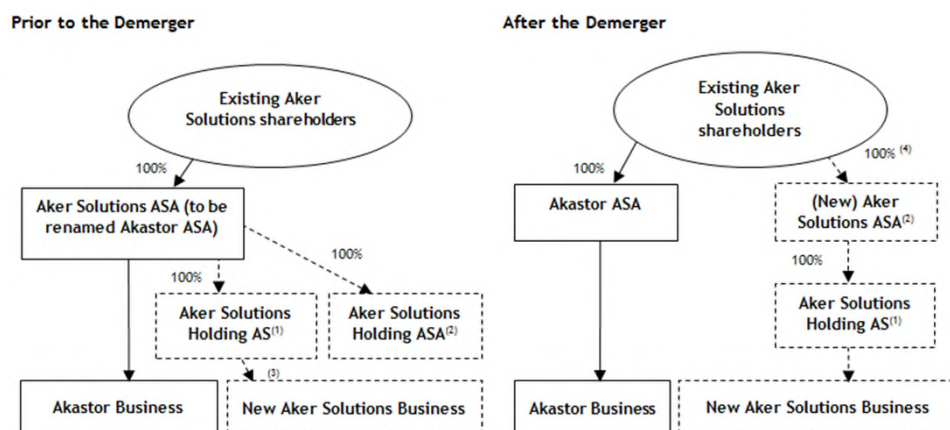 Prior to the Demerger
Existing Aker
Solutions shareholders
100%
Aker Solutions ASA (to be
renamed Akastor ASA)
100%
100%
Aker Solutions
Holding AS(1)
Aker Solutions
Holding ASA(2)
(3)
Akastor Business
New Aker Solutions Business
After the Demerger
Existing Aker
Solutions
shareholders
100%
100% (4)
Akastor ASA
(New) Aker
Solutions ASA(2)
100%
Aker Solutions
Holding AS(1)
Akastor Business
New Aker Solutions Business